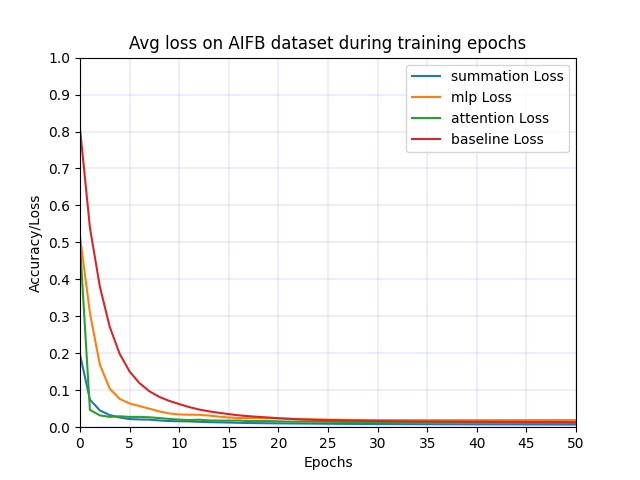 Avg loss on AIFB dataset during training epochs
1.0
0.9
0.8
0.7
0.6
0.5
0.4
0.3
0.2
0.1
0.0
Accuracy/Loss
summation Loss
mlp Loss
attention Loss
baseline Loss
0 5 10 15 20 25 30 35 40 45 50
Epochs